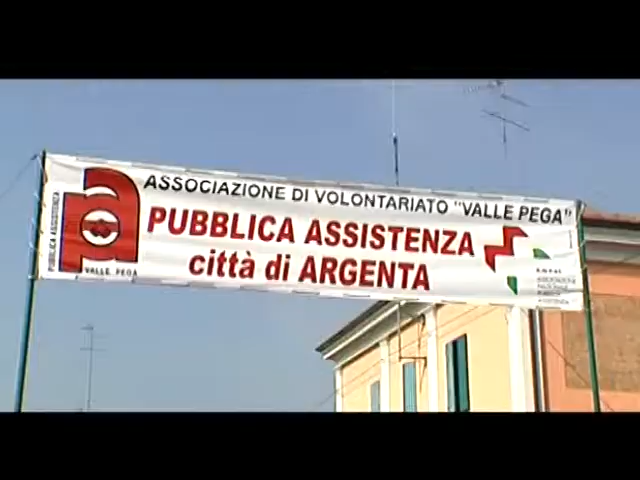 ASSOCIAZIONE DI VOLONTARIATO "VALLE PEGA"
PUBBLICA ASSISTENZA
città di ARGENTA
PUBBLICA ASSISTENZA
VALLE PEGA